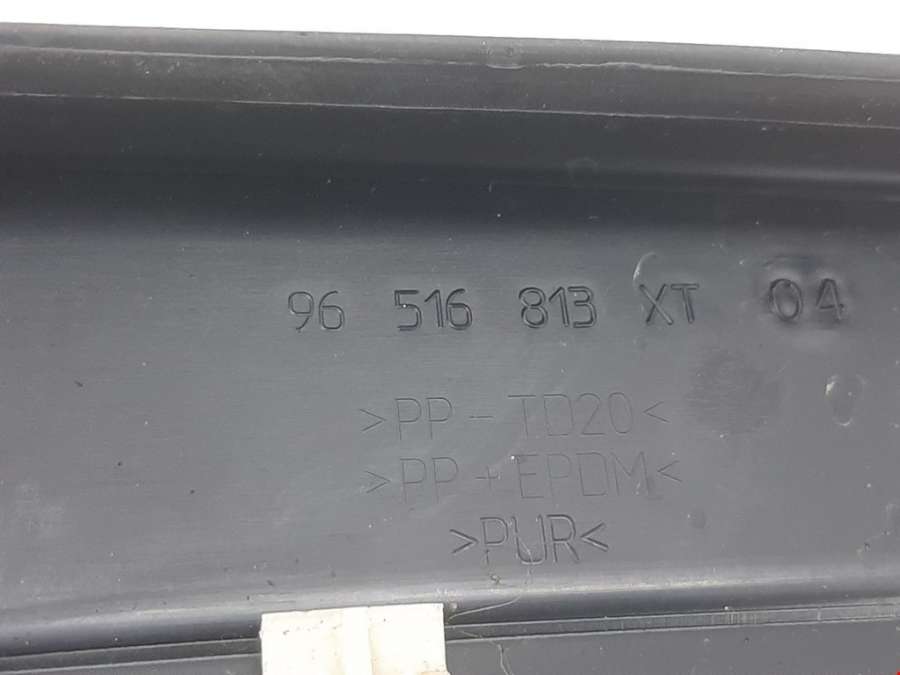 96 516 813 XT 04
>PP-TD20<
>PP+EPDM<
>PUR<